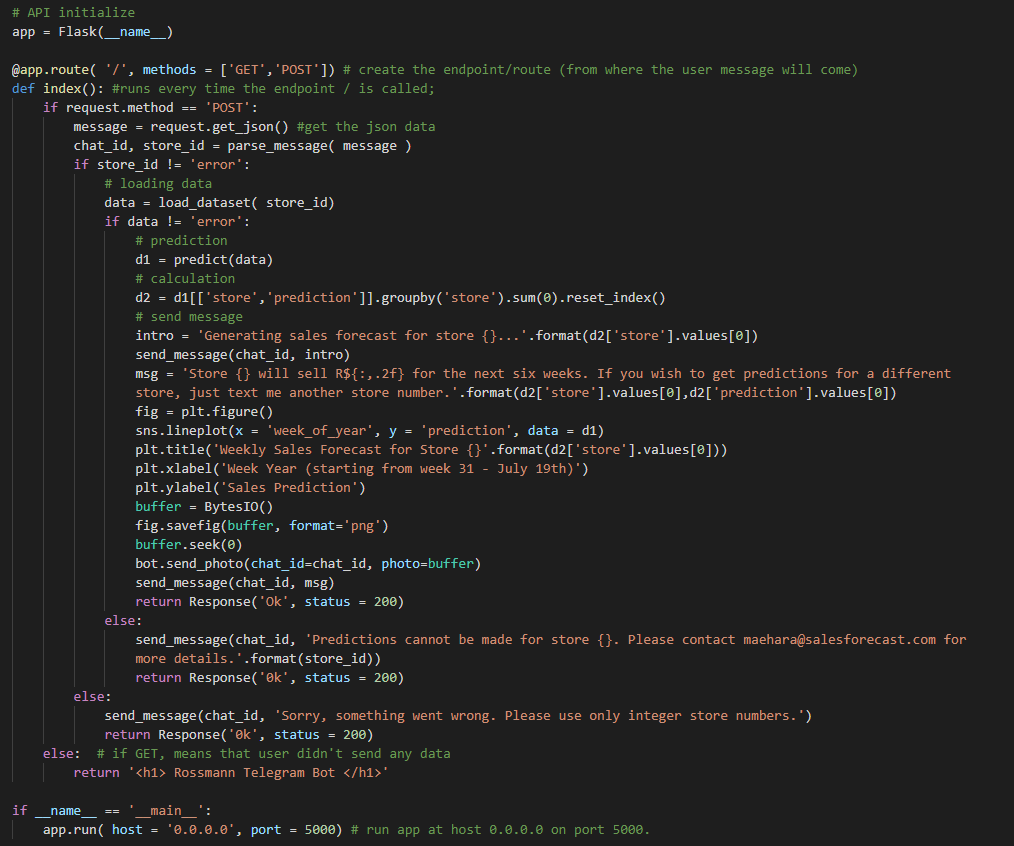 # API initialize
app = Flask(__name__)

@app.route( '/', methods = ['GET','POST']) # create the endpoint/route (from where the user message will come)
def index(): #runs every time the endpoint / is called;
    if request.method == 'POST':
        message = request.get_json() #get the json data
        chat_id, store_id = parse_message( message )
        if store_id != 'error':
            # loading data
            data = load_dataset( store_id)
            if data != 'error':
                # prediction
                d1 = predict(data)
                # calculation
                d2 = d1[['store','prediction']].groupby('store').sum(0).reset_index()
                # send message
                intro = 'Generating sales forecast for store {}...'.format(d2['store'].values[0])
                send_message(chat_id, intro)
                msg = 'Store {} will sell R${:,.2f} for the next six weeks. If you wish to get predictions for a different
                store, just text me another store number.'.format(d2['store'].values[0],d2['prediction'].values[0])
                fig = plt.figure()
                sns.lineplot(x = 'week_of_year', y = 'prediction', data = d1)
                plt.title('Weekly Sales Forecast for Store {}'.format(d2['store'].values[0]))
                plt.xlabel('Week Year (starting from week 31 - July 19th)')
                plt.ylabel('Sales Prediction')
                buffer = BytesIO()
                fig.savefig(buffer, format='png')
                buffer.seek(0)
                bot.send_photo(chat_id=chat_id, photo=buffer)
                send_message(chat_id, msg)
                return Response('Ok', status = 200)
            else:
                send_message(chat_id, 'Predictions cannot be made for store {}. Please contact maehara@salesforecast.com for
                more details.'.format(store_id))
                return Response('0k', status = 200)
        else:
            send_message(chat_id, 'Sorry, something went wrong. Please use only integer store numbers.')
            return Response('0k', status = 200)
    else:  # if GET, means that user didn't send any data
        return '<h1> Rossmann Telegram Bot </h1>'

if __name__ == '__main__':
    app.run( host = '0.0.0.0', port = 5000) # run app at host 0.0.0.0 on port 5000.